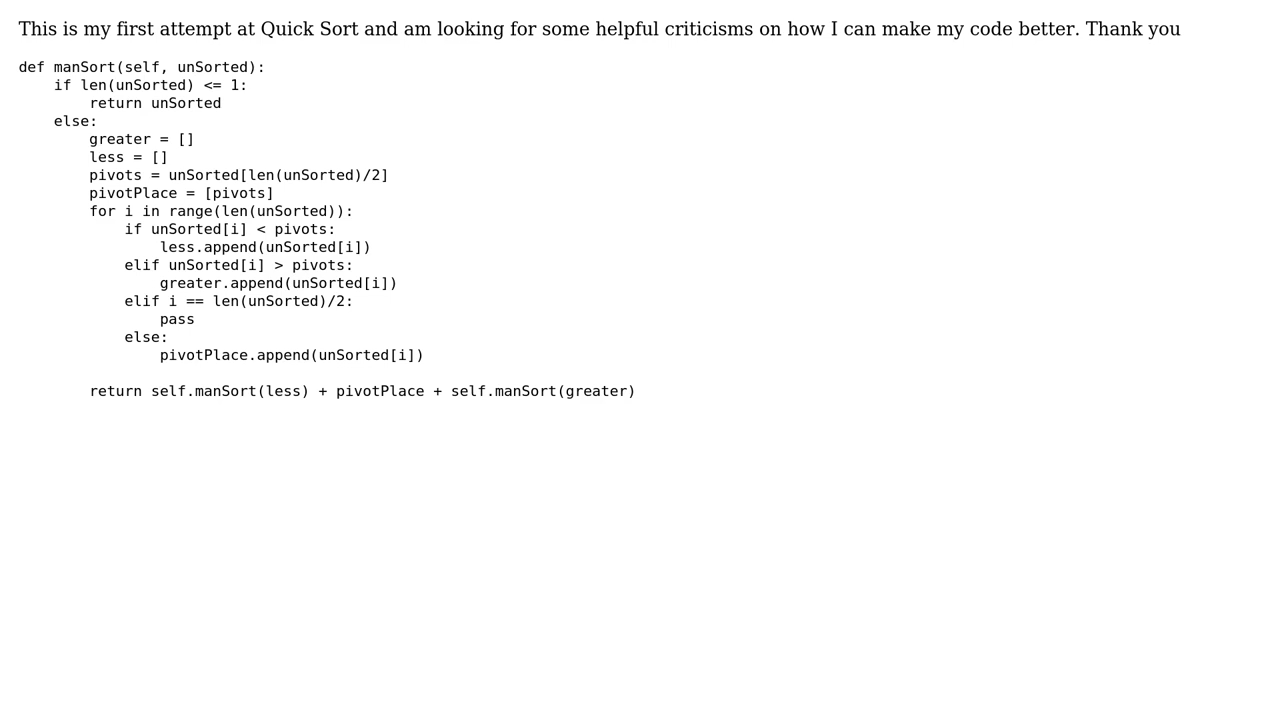 This is my first attempt at Quick Sort and am looking for some helpful criticisms on how I can make my code better. Thank you
def manSort(self, unSorted):
    if len(unSorted) <= 1:
        return unSorted
    else:
        greater = []
        less = []
        pivots = unSorted[len(unSorted)/2]
        pivotPlace = [pivots]
        for i in range(len(unSorted)):
            if unSorted[i] < pivots:
                less.append(unSorted[i])
            elif unSorted[i] > pivots:
                greater.append(unSorted[i])
            elif i == len(unSorted)/2:
                pass
            else:
                pivotPlace.append(unSorted[i])

        return self.manSort(less) + pivotPlace + self.manSort(greater)